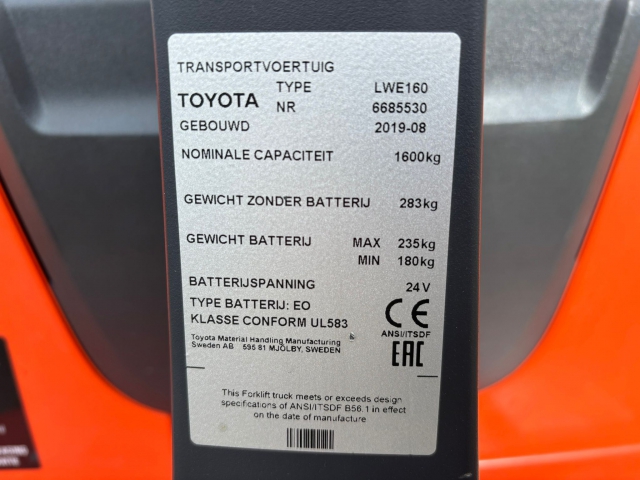 TRANSPORTVOERTUIG
TOYOTA TYPE LWE160
NR 6685530
GEBOUWD 2019-08
NOMINALE CAPACITEIT 1600kg
GEWICHT ZONDER BATTERIJ 283kg
GEWICHT BATTERIJ MAX 235kg
MIN 180kg
BATTERIJSPANNING 24 V
TYPE BATTERIJ: EO
KLASSE CONFORM UL583
CE
ANSI/ITSDF
EAC
Toyota Material Handling Manufacturing
Sweden AB 595 81 MJÖLBY, SWEDEN
This Forklift truck meets or exceeds design
specifications of ANSI/ITSDF B56.1 in effect
on the date of manufacture